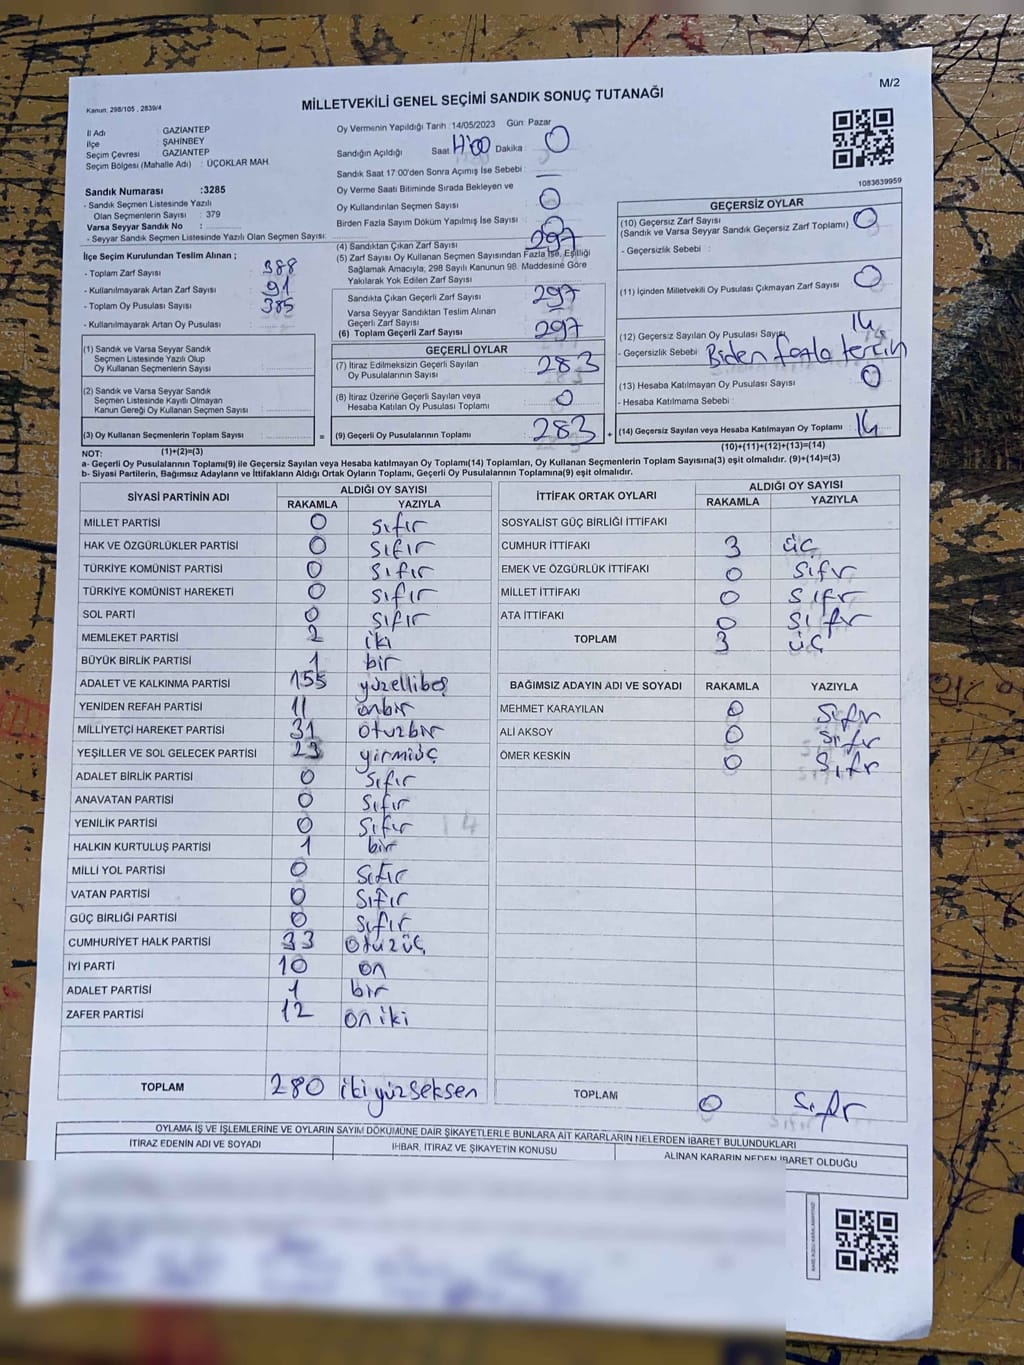 M/2
Kanun: 298/105 , 2839/4
MİLLETVEKİLİ GENEL SEÇİMİ SANDIK SONUÇ TUTANAĞI
İl Adı : GAZİANTEP
İlçe : ŞAHİNBEY
Seçim Çevresi : GAZİANTEP
Seçim Bölgesi (Mahalle Adı) : ÜÇOKLAR MAH.
Sandık Numarası :3285
- Sandık Seçmen Listesinde Yazılı
Olan Seçmenlerin Sayısı : 379
Varsa Seyyar Sandık No :
- Seyyar Sandık Seçmen Listesinde Yazılı Olan Seçmen Sayısı:
İlçe Seçim Kurulundan Teslim Alınan ;
- Toplam Zarf Sayısı : 388
- Kullanılmayarak Artan Zarf Sayısı : 91
- Toplam Oy Pusulası Sayısı : 385
- Kullanılmayarak Artan Oy Pusulası :
Oy Vermenin Yapıldığı Tarih :14/05/2023 Gün: Pazar
Sandığın Açıldığı Saat Dakika 0
Sandık Saat 17:00'den Sonra Açımış İse Sebebi :
Oy Verme Saati Bitiminde Sırada Bekleyen ve
Oy Kullandırılan Seçmen Sayısı : 0
Birden Fazla Sayım Döküm Yapılmış İse Sayısı :
(4) Sandıktan Çıkan Zarf Sayısı : 297
(5) Zarf Sayısı Oy Kullanan Seçmen Sayısından Fazla İse, Eşitliği
Sağlamak Amacıyla, 298 Sayılı Kanunun 98. Maddesine Göre
Yakılarak Yok Edilen Zarf Sayısı :
Sandıkta Çıkan Geçerli Zarf Sayısı : 297
Varsa Seyyar Sandıktan Teslim Alınan
Geçerli Zarf Sayısı :
(6) Toplam Geçerli Zarf Sayısı : 297
1083639959
GEÇERSİZ OYLAR
(10) Geçersiz Zarf Sayısı : 0
(Sandık ve Varsa Seyyar Sandık Geçersiz Zarf Toplamı)
- Geçersizlik Sebebi :
(11) İçinden Milletvekili Oy Pusulası Çıkmayan Zarf Sayısı : 0
(12) Geçersiz Sayılan Oy Pusulası Sayısı : 14
- Geçersizlik Sebebi : Biden fazla tercih
(13) Hesaba Katılmayan Oy Pusulası Sayısı : 0
- Hesaba Katılmama Sebebi :
(14) Geçersiz Sayılan veya Hesaba Katılmayan Oy Toplamı : 14
(1) Sandık ve Varsa Seyyar Sandık
Seçmen Listesinde Yazılı Olup
Oy Kullanan Seçmenlerin Sayısı :
(2) Sandık ve Varsa Seyyar Sandık
Seçmen Listesinde Kayıtlı Olmayan
Kanun Gereği Oy Kullanan Seçmen Sayısı :
(3) Oy Kullanan Seçmenlerin Toplam Sayısı : =
GEÇERLİ OYLAR
(7) İtiraz Edilmeksizin Geçerli Sayılan
Oy Pusulalarının Sayısı : 283
(8) İtiraz Üzerine Geçerli Sayılan veya
Hesaba Katılan Oy Pusulası Toplamı : 0
(9) Geçerli Oy Pusulalarının Toplamı : 283 +
NOT: (1)+(2)=(3)
(10)+(11)+(12)+(13)=(14)
a- Geçerli Oy Pusulalarının Toplamı(9) ile Geçersiz Sayılan veya Hesaba katılmayan Oy Toplamı(14) Toplamları, Oy Kullanan Seçmenlerin Toplam Sayısına(3) eşit olmalıdır. (9)+(14)=(3)
b- Siyasi Partilerin, Bağımsız Adayların ve İttifakların Aldığı Ortak Oyların Toplamı, Geçerli Oy Pusulalarının Toplamına(9) eşit olmalıdır.
SİYASİ PARTİNİN ADI ALDIĞI OY SAYISI
RAKAMLA YAZIYLA
MİLLET PARTİSİ 0 sıfır
HAK VE ÖZGÜRLÜKLER PARTİSİ 0 sıfır
TÜRKİYE KOMÜNİST PARTİSİ 0 sıfır
TÜRKİYE KOMÜNİST HAREKETİ 0 sıfır
SOL PARTİ 0 sıfır
MEMLEKET PARTİSİ 2 iki
BÜYÜK BİRLİK PARTİSİ 1 bir
ADALET VE KALKINMA PARTİSİ 155 yüzellibeş
YENİDEN REFAH PARTİSİ 11 onbir
MİLLİYETÇİ HAREKET PARTİSİ 31 otuzbir
YEŞİLLER VE SOL GELECEK PARTİSİ 23 yirmiüç
ADALET BİRLİK PARTİSİ 0 sıfır
ANAVATAN PARTİSİ 0 sıfır
YENİLİK PARTİSİ 0 sıfır
HALKIN KURTULUŞ PARTİSİ 1 bir
MİLLİ YOL PARTİSİ 0 sıfır
VATAN PARTİSİ 0 sıfır
GÜÇ BİRLİĞİ PARTİSİ 0 sıfır
CUMHURİYET HALK PARTİSİ 33 otuzüç
İYİ PARTİ 10 on
ADALET PARTİSİ 1 bir
ZAFER PARTİSİ 12 on iki
TOPLAM 280 ikiyüzseksen
İTTİFAK ORTAK OYLARI ALDIĞI OY SAYISI
RAKAMLA YAZIYLA
SOSYALİST GÜÇ BİRLİĞİ İTTİFAKI
CUMHUR İTTİFAKI 3 üç
EMEK VE ÖZGÜRLÜK İTTİFAKI 0 sıfır
MİLLET İTTİFAKI 0 sıfır
ATA İTTİFAKI 0 sıfır
TOPLAM 3 üç
BAĞIMSIZ ADAYIN ADI VE SOYADI RAKAMLA YAZIYLA
MEHMET KARAYILAN 0 sıfır
ALİ AKSOY 0 sıfır
ÖMER KESKİN 0 sıfır
TOPLAM 0 sıfır
OYLAMA İŞ VE İŞLEMLERİNE VE OYLARIN SAYIM DÖKÜMÜNE DAİR ŞİKAYETLERLE BUNLARA AİT KARARLARIN NELERDEN İBARET BULUNDUKLARI
İTİRAZ EDENİN ADI VE SOYADI İHBAR, İTİRAZ VE ŞİKAYETİN KONUSU ALINAN KARARIN NEDEN İBARET OLDUĞU